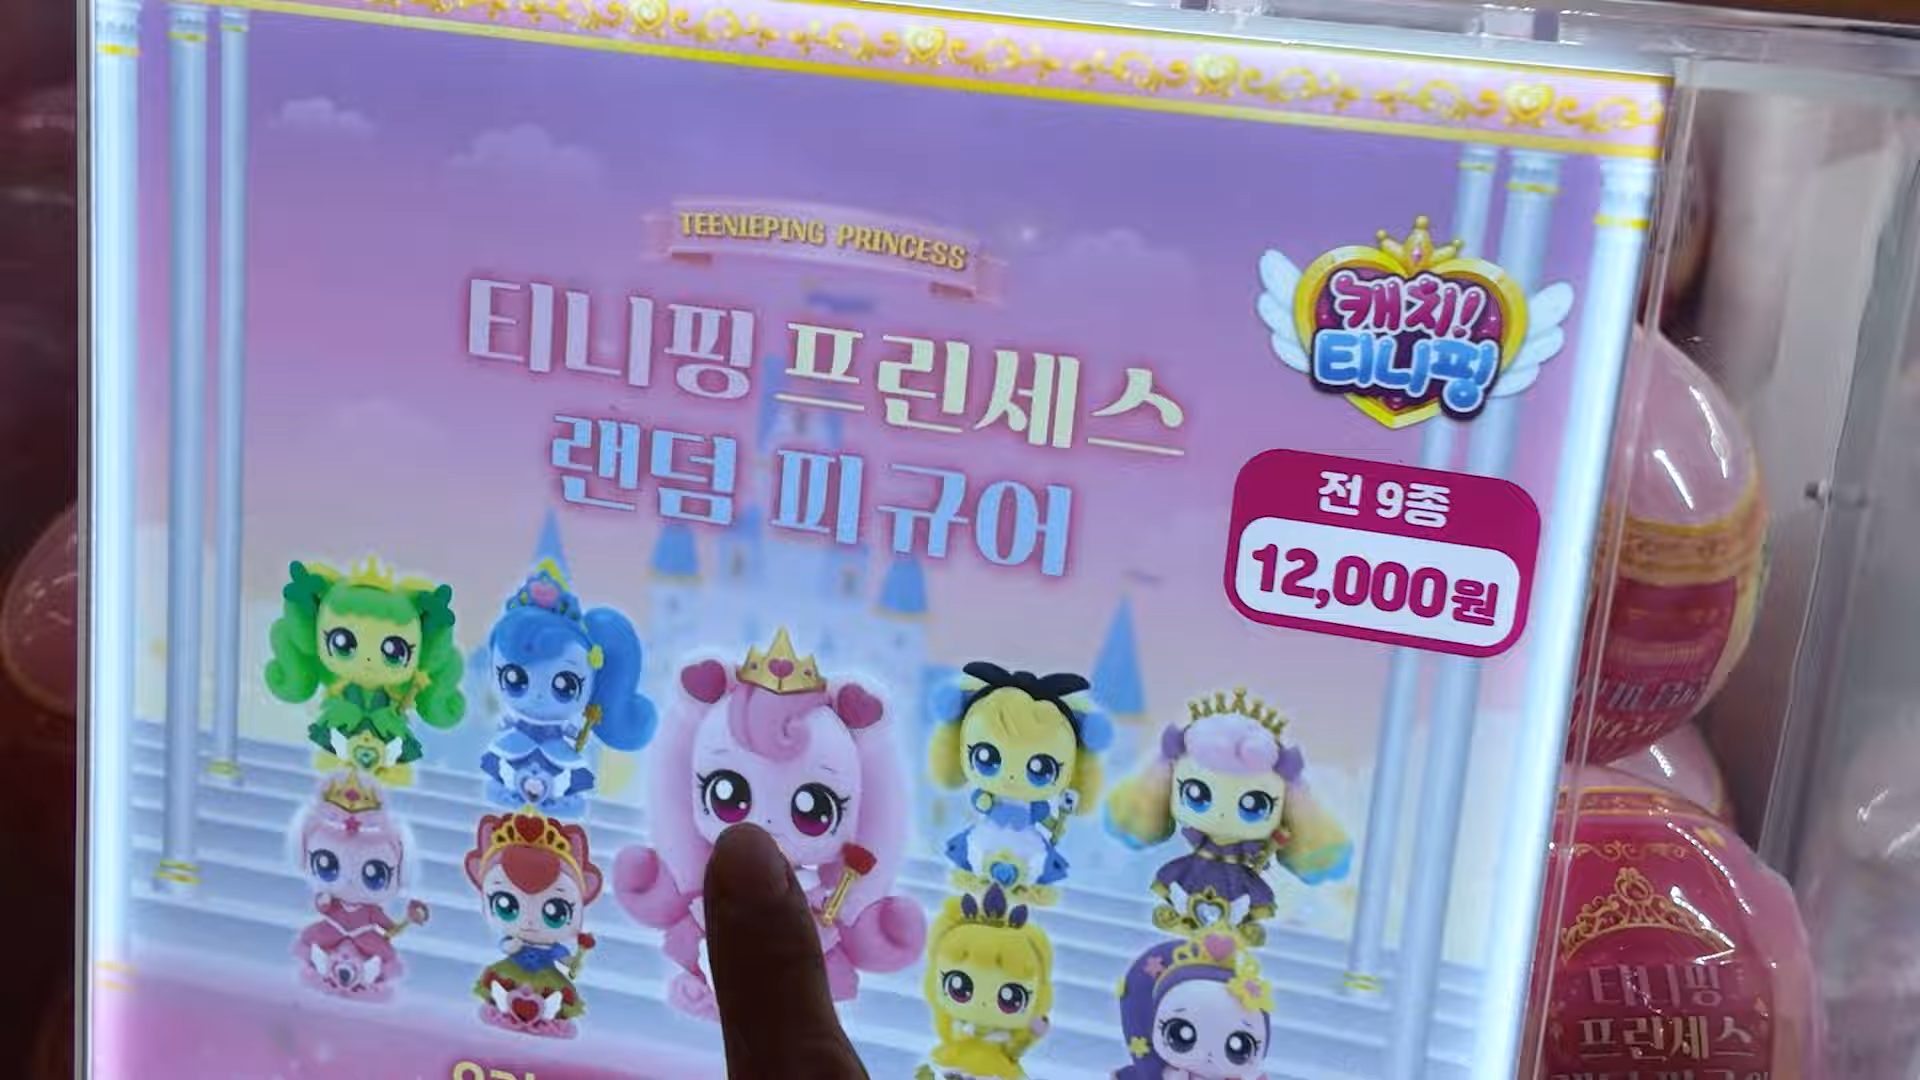 TEENIEPING PRINCESS
티니핑 프린세스
랜덤 피규어
캐치!
티니핑
전 9종
12,000원
티니핑
프린세스